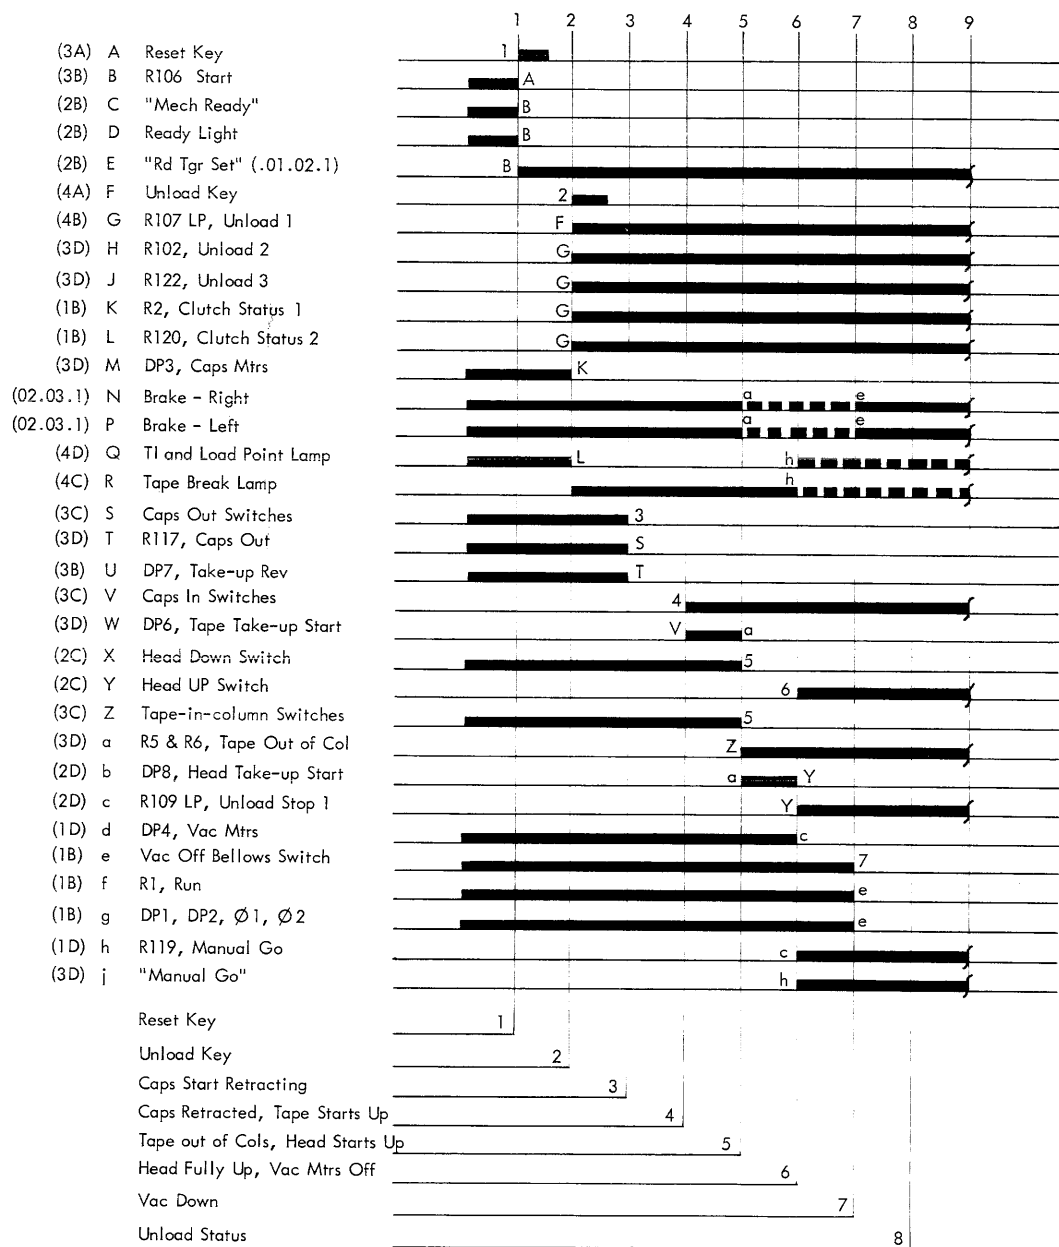 1 2 3 4 5 6 7 8 9
(3A) A Reset Key 1
(3B) B R106 Start A
(2B) C "Mech Ready" B
(2B) D Ready Light B
(2B) E "Rd Tgr Set" (.01.02.1) B
(4A) F Unload Key 2
(4B) G R107 LP, Unload 1 F
(3D) H R102, Unload 2 G
(3D) J R122, Unload 3 G
(1B) K R2, Clutch Status 1 G
(1B) L R120, Clutch Status 2 G
(3D) M DP3, Caps Mtrs K
(02.03.1) N Brake - Right a e
(02.03.1) P Brake - Left a e
(4D) Q TI and Load Point Lamp L h
(4C) R Tape Break Lamp h
(3C) S Caps Out Switches 3
(3D) T R117, Caps Out S
(3B) U DP7, Take-up Rev T
(3C) V Caps In Switches 4
(3D) W DP6, Tape Take-up Start V a
(2C) X Head Down Switch 5
(2C) Y Head UP Switch 6
(3C) Z Tape-in-column Switches 5
(3D) a R5 & R6, Tape Out of Col Z
(2D) b DP8, Head Take-up Start a Y
(2D) c R109 LP, Unload Stop 1 Y
(1D) d DP4, Vac Mtrs c
(1B) e Vac Off Bellows Switch 7
(1B) f R1, Run e
(1B) g DP1, DP2, Ø1, Ø2 e
(1D) h R119, Manual Go c
(3D) j "Manual Go" h
Reset Key 1
Unload Key 2
Caps Start Retracting 3
Caps Retracted, Tape Starts Up 4
Tape out of Cols, Head Starts Up 5
Head Fully Up, Vac Mtrs Off 6
Vac Down 7
Unload Status 8